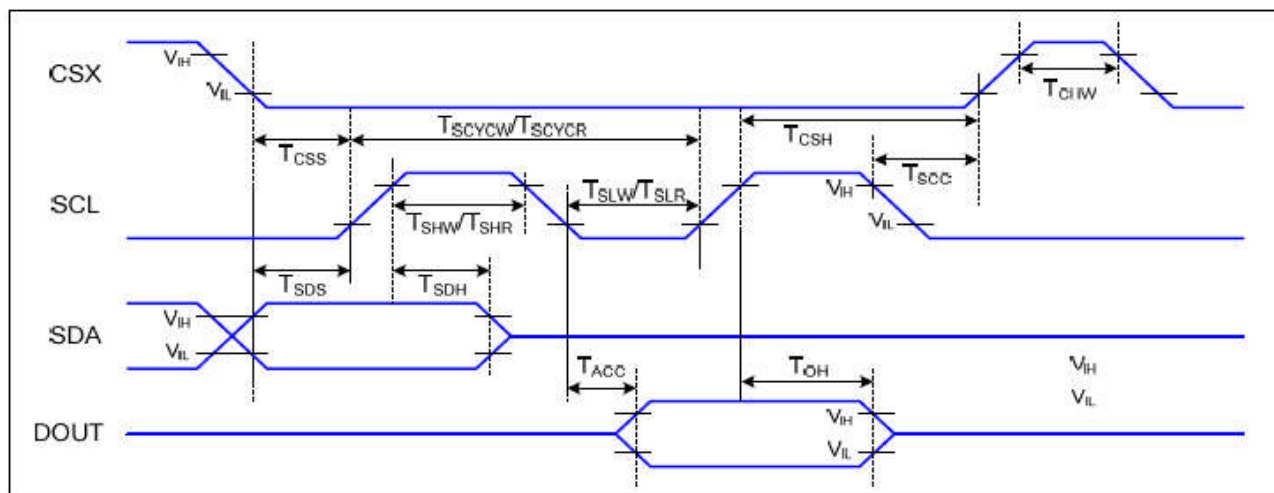 CSX
VIH
VIL
TCHW
TCSS
TSCYCW/TSCYCR
TCSH
TSCC
SCL
TSHW/TSHR
TSLW/TSLR
VIH
VIL
TSDS
TSDH
SDA
VIH
VIL
TACC
TOH
VIH
VIL
DOUT
VIH
VIL